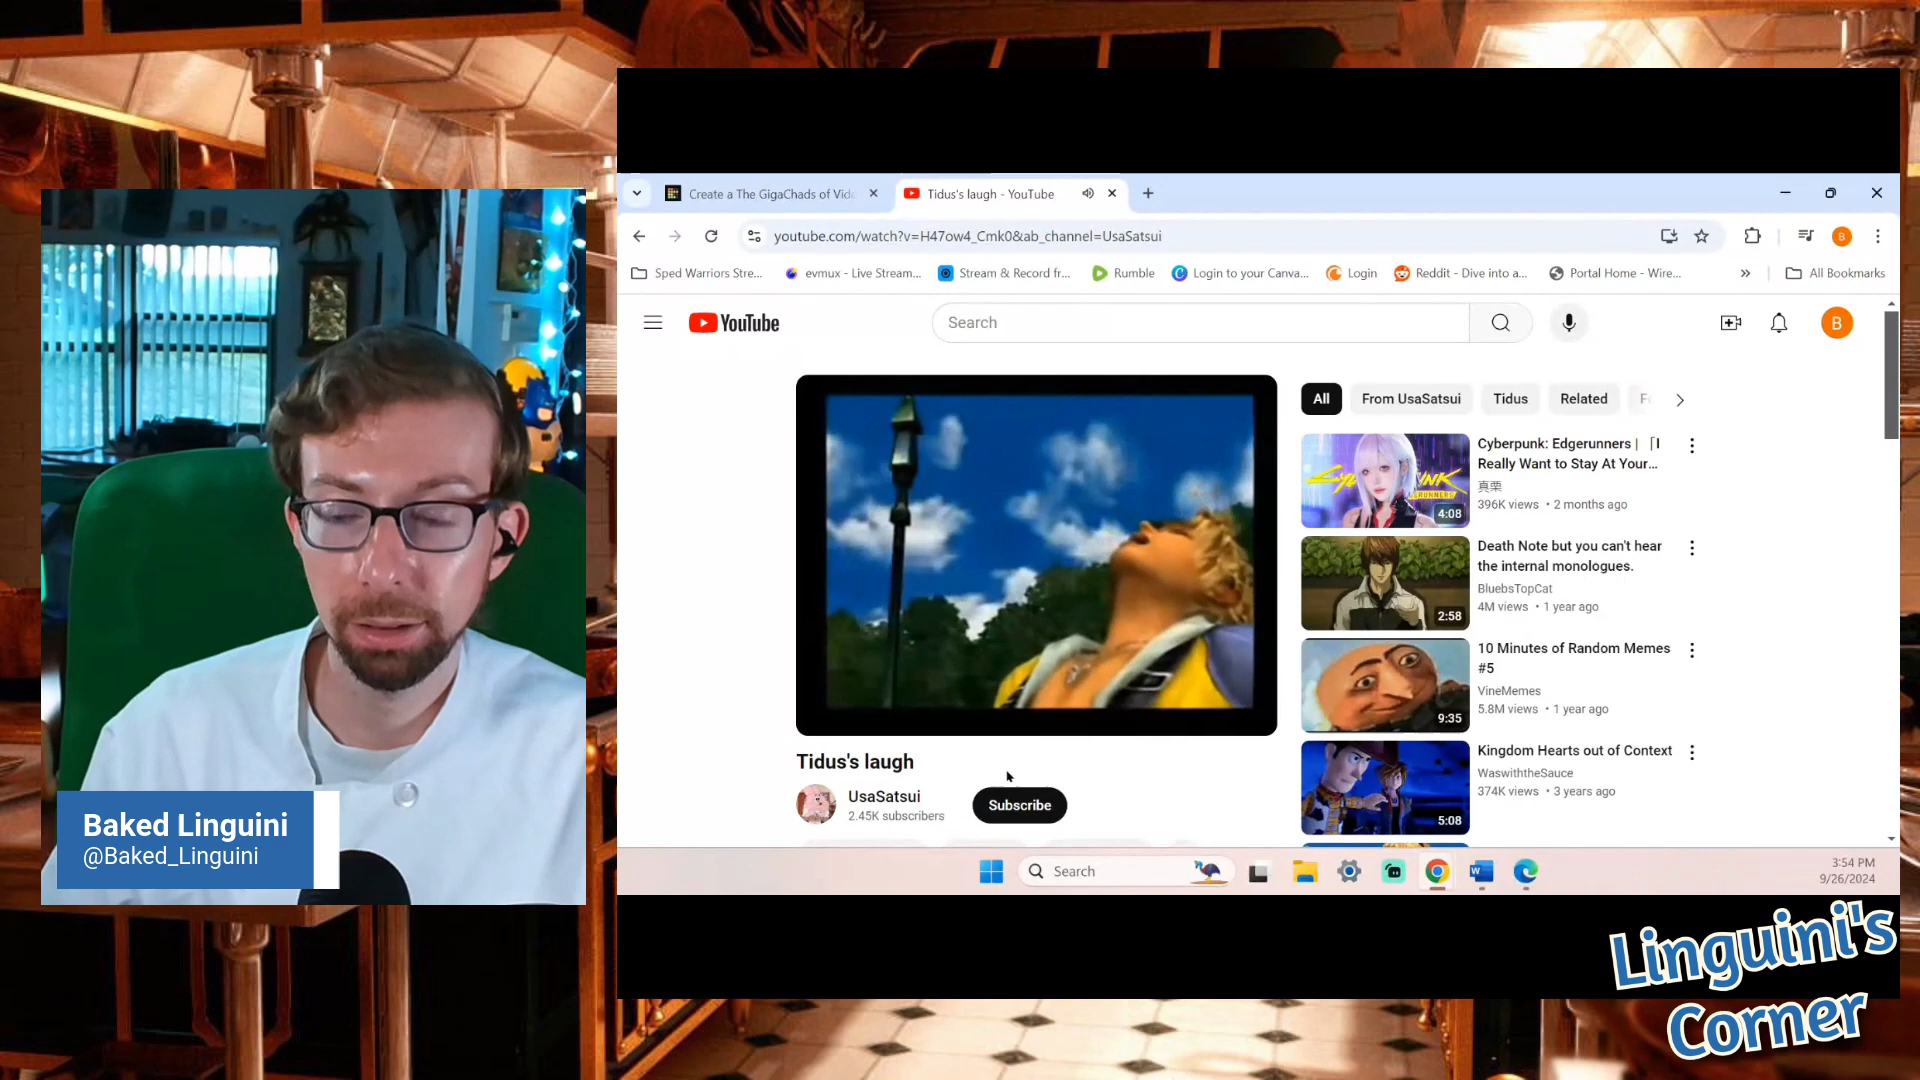 Create a The GigaChads of Vide
Tidus's laugh - YouTube
youtube.com/watch?v=H47ow4_Cmk0&ab_channel=UsaSatsui
Sped Warriors Stre...
evmux - Live Stream...
Stream & Record fr...
Rumble
Login to your Canva...
Login
Reddit - Dive into a...
Portal Home - Wire...
All Bookmarks
YouTube
Search
B
All
From UsaSatsui
Tidus
Related
Cyberpunk: Edgerunners | 「I
Really Want to Stay At Your...
真栗
396K views • 2 months ago
4:08
Death Note but you can't hear
the internal monologues.
BluebsTopCat
4M views • 1 year ago
2:58
10 Minutes of Random Memes
#5
VineMemes
5.8M views • 1 year ago
9:35
Kingdom Hearts out of Context
WaswiththeSauce
374K views • 3 years ago
5:08
Tidus's laugh
UsaSatsui
2.45K subscribers
Subscribe
Search
3:54 PM
9/26/2024
Baked Linguini
@Baked_Linguini
Linguini's
Corner